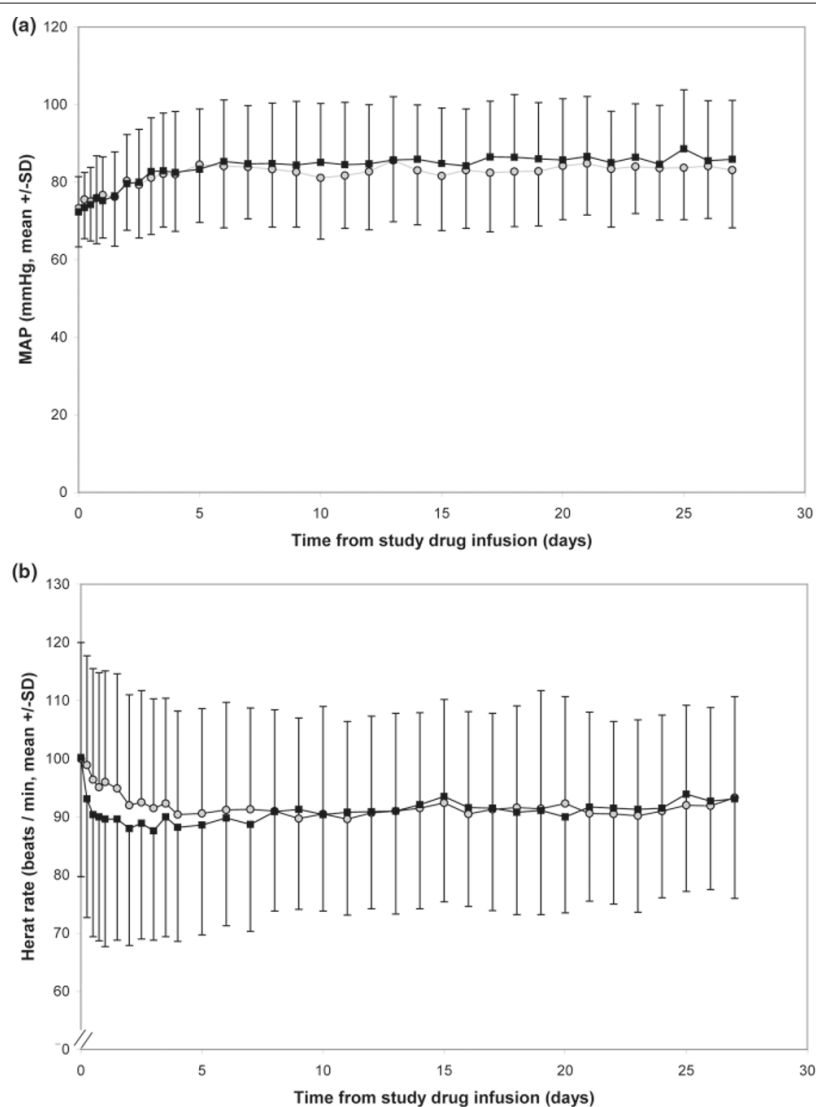 (a)
120
100
80
60
40
20
0
MAP (mmHg, mean +/-SD)
0 5 10 15 20 25 30
Time from study drug infusion (days)
(b)
130
120
110
100
90
80
70
60
0
Herat rate (beats / min, mean +/-SD)
0 5 10 15 20 25 30
Time from study drug infusion (days)